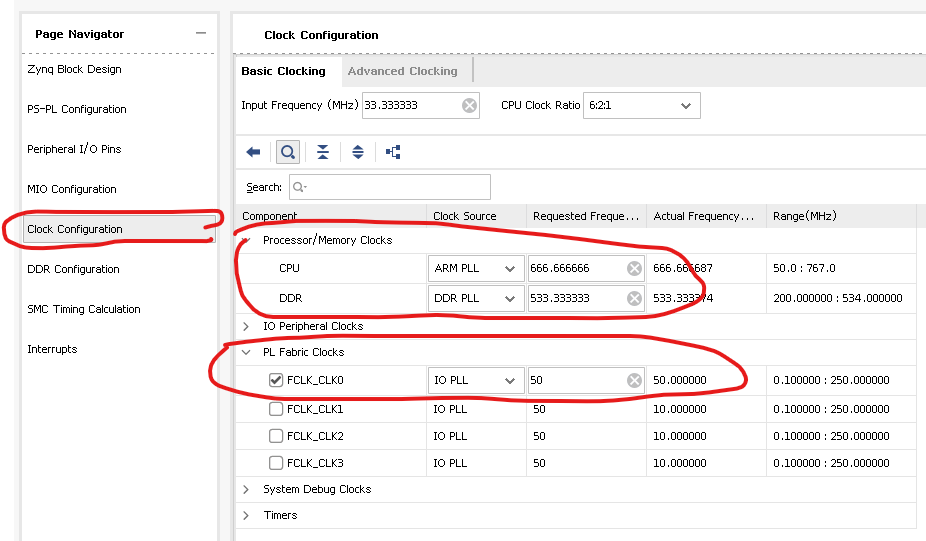 Page Navigator
Zynq Block Design
PS-PL Configuration
Peripheral I/O Pins
MIO Configuration
Clock Configuration
DDR Configuration
SMC Timing Calculation
Interrupts
Clock Configuration
Basic Clocking Advanced Clocking
Input Frequency (MHz) 33.333333 CPU Clock Ratio 6:2:1
Search:
Component Clock Source Requested Freque... Actual Frequency... Range(MHz)
Processor/Memory Clocks
CPU ARM PLL 666.666666 666.666687 50.0 : 767.0
DDR DDR PLL 533.333333 533.333374 200.000000 : 534.000000
IO Peripheral Clocks
PL Fabric Clocks
FCLK_CLK0 IO PLL 50 50.000000 0.100000 : 250.000000
FCLK_CLK1 IO PLL 50 10.000000 0.100000 : 250.000000
FCLK_CLK2 IO PLL 50 10.000000 0.100000 : 250.000000
FCLK_CLK3 IO PLL 50 10.000000 0.100000 : 250.000000
System Debug Clocks
Timers